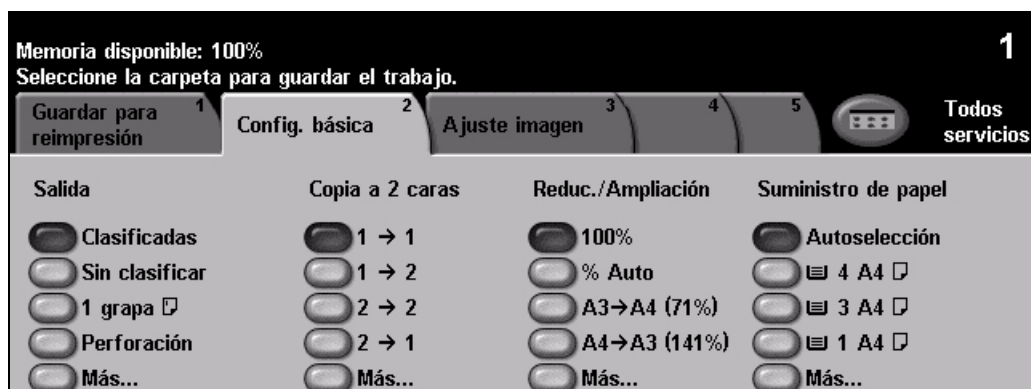 Memoria disponible: 100%
1
Seleccione la carpeta para guardar el trabajo.
Guardar para reimpresión
1
Config. básica
2
Ajuste imagen
3
4
5
Todos servicios
Salida
Clasificadas
Sin clasificar
1 grapa
Perforación
Más...
Copia a 2 caras
1 → 1
1 → 2
2 → 2
2 → 1
Más...
Reduc./Ampliación
100%
% Auto
A3→A4 (71%)
A4→A3 (141%)
Más...
Suministro de papel
Autoselección
4 A4
3 A4
1 A4
Más...